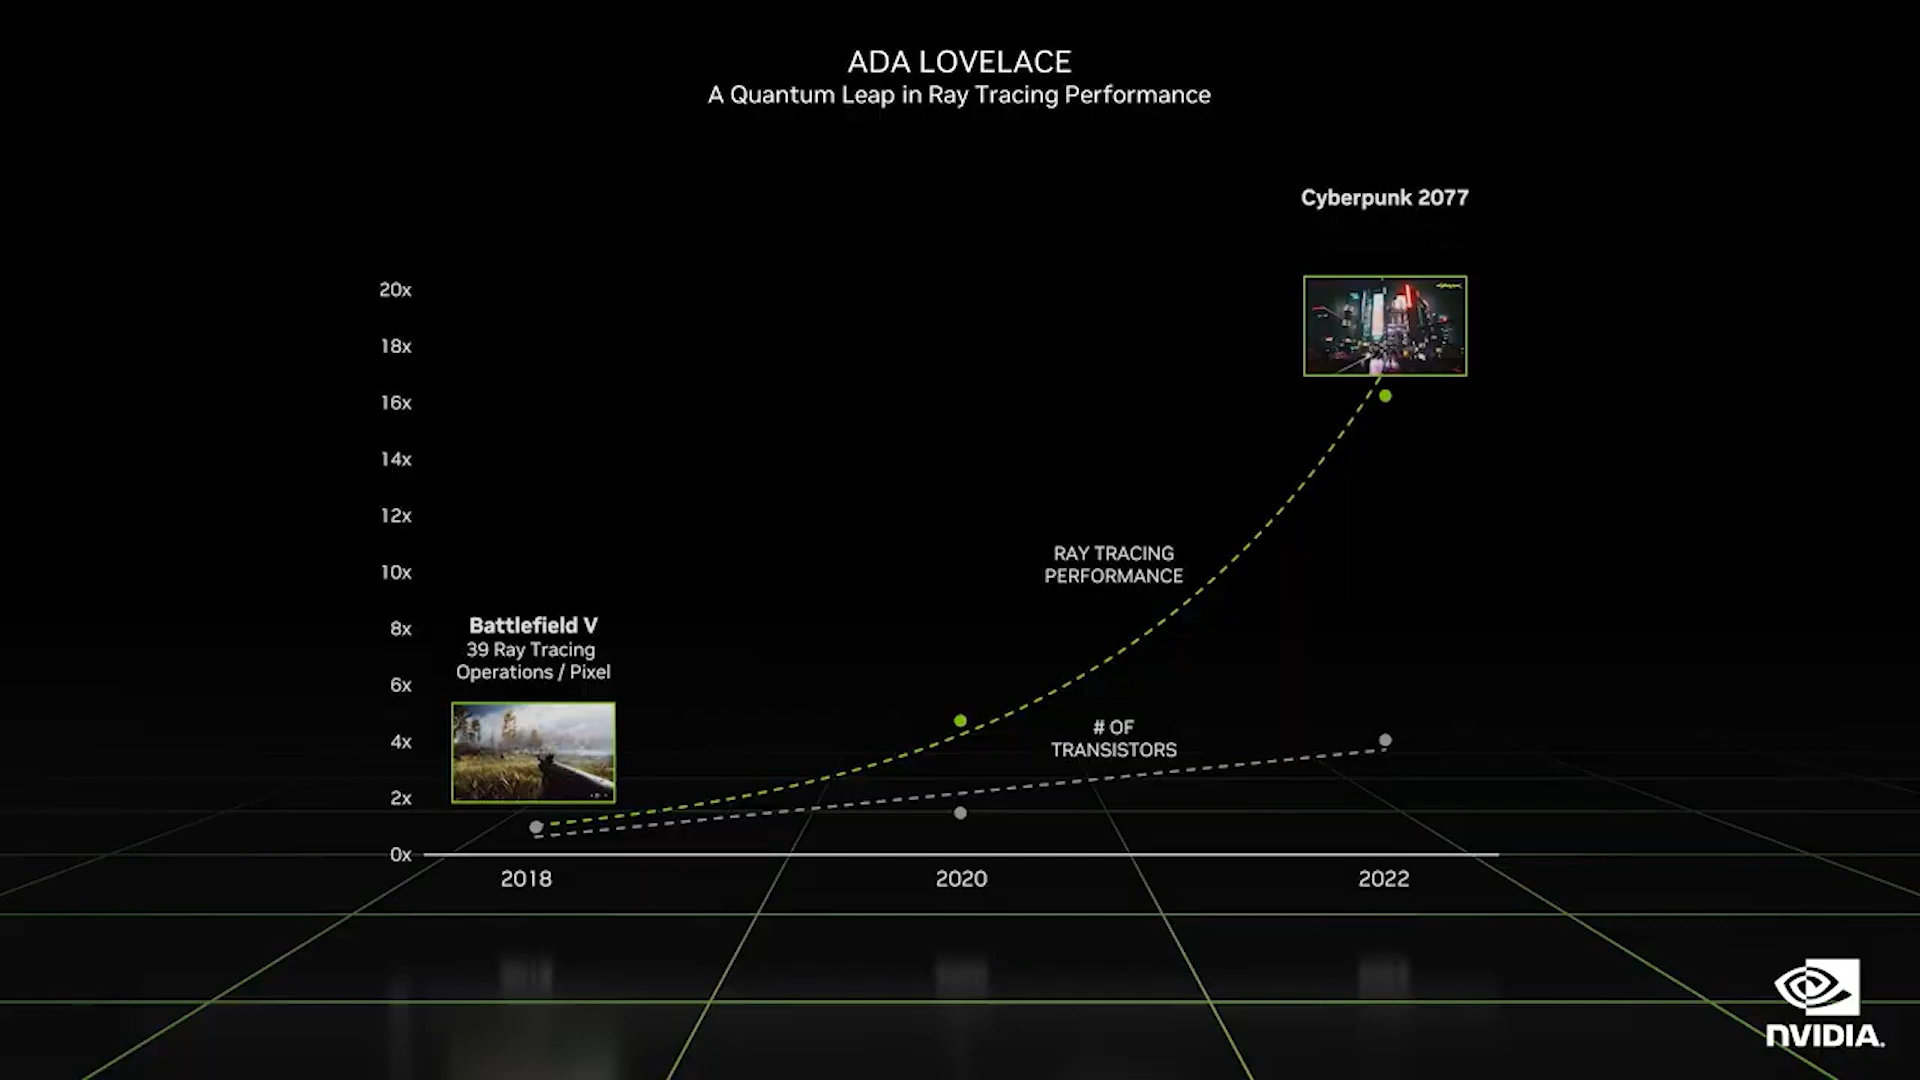 ADA LOVELACE
A Quantum Leap in Ray Tracing Performance
Cyberpunk 2077
20x
18x
16x
14x
12x
10x
8x
6x
4x
2x
0x
RAY TRACING
PERFORMANCE
Battlefield V
39 Ray Tracing
Operations / Pixel
# OF
TRANSISTORS
2018
2020
2022
NVIDIA.